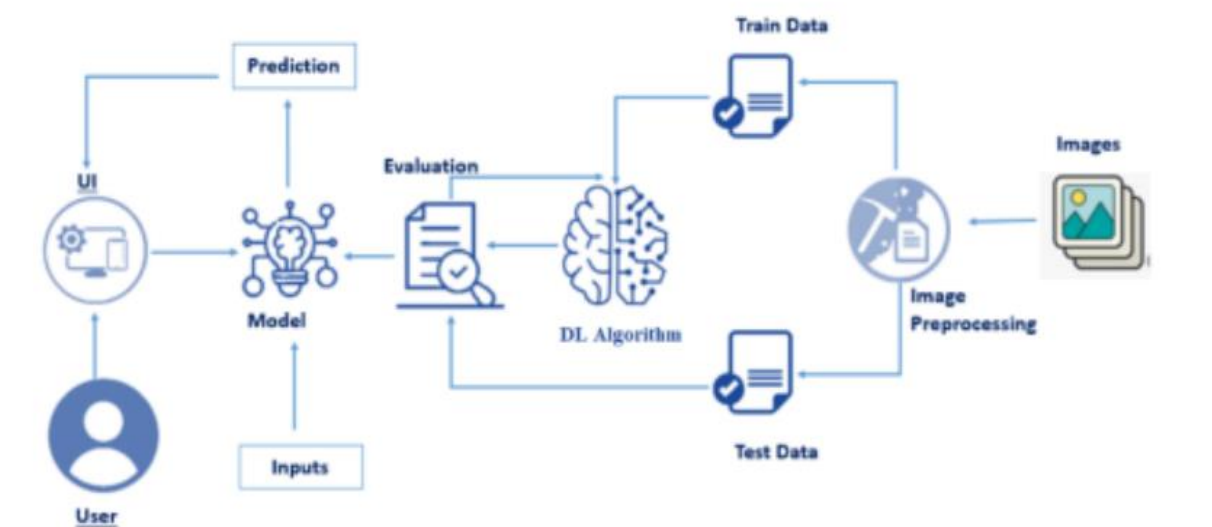 Train Data
Prediction
Images
Evaluation
UI
Image
Preprocessing
Model
DL Algorithm
Test Data
Inputs
User